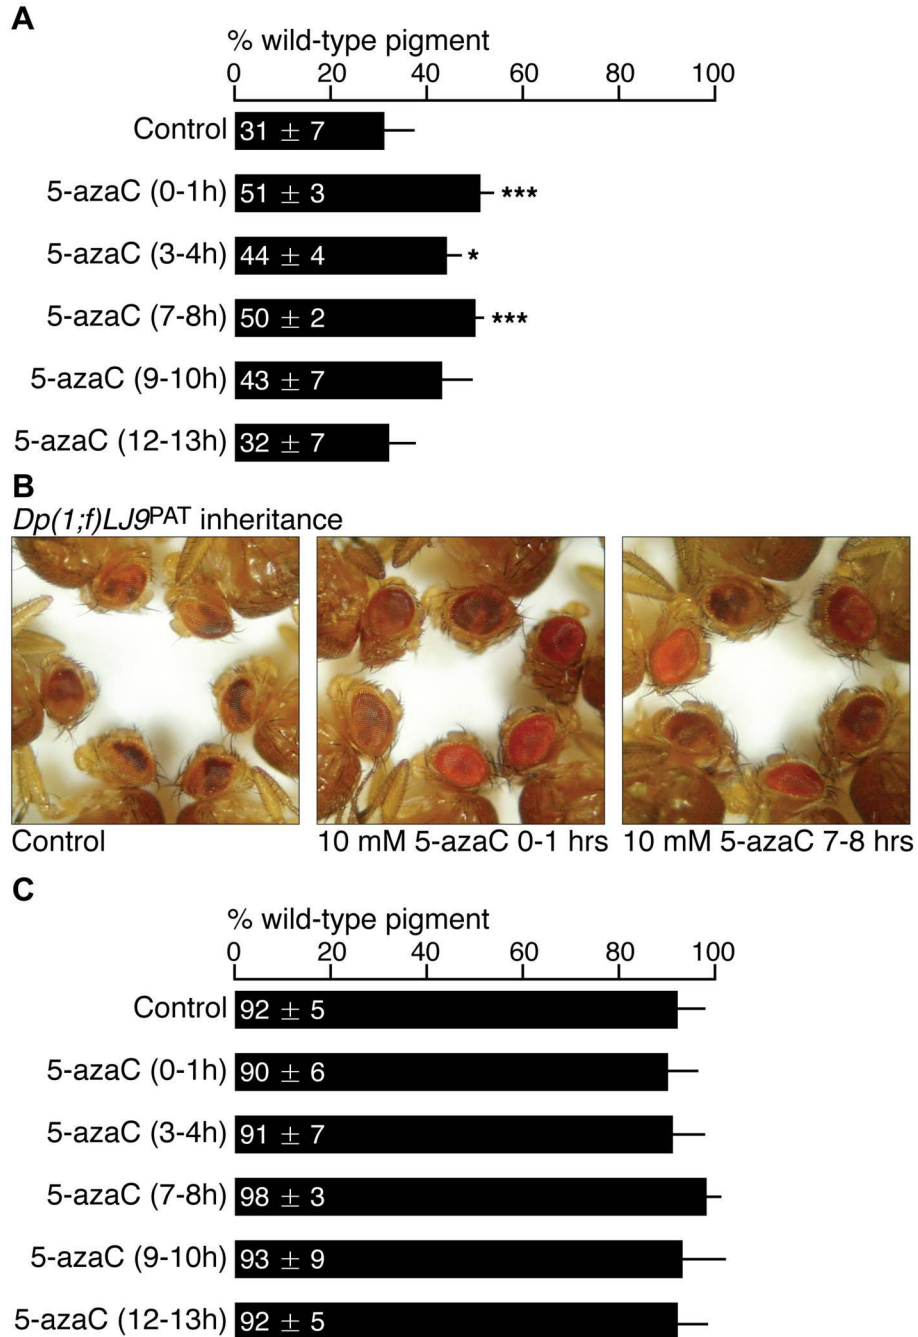 A
% wild-type pigment
0 20 40 60 80 100
Control 31 ± 7
5-azaC (0-1h) 51 ± 3 ***
5-azaC (3-4h) 44 ± 4 *
5-azaC (7-8h) 50 ± 2 ***
5-azaC (9-10h) 43 ± 7
5-azaC (12-13h) 32 ± 7
B
Dp(1;f)LJ9PAT inheritance
Control
10 mM 5-azaC 0-1 hrs
10 mM 5-azaC 7-8 hrs
C
% wild-type pigment
0 20 40 60 80 100
Control 92 ± 5
5-azaC (0-1h) 90 ± 6
5-azaC (3-4h) 91 ± 7
5-azaC (7-8h) 98 ± 3
5-azaC (9-10h) 93 ± 9
5-azaC (12-13h) 92 ± 5